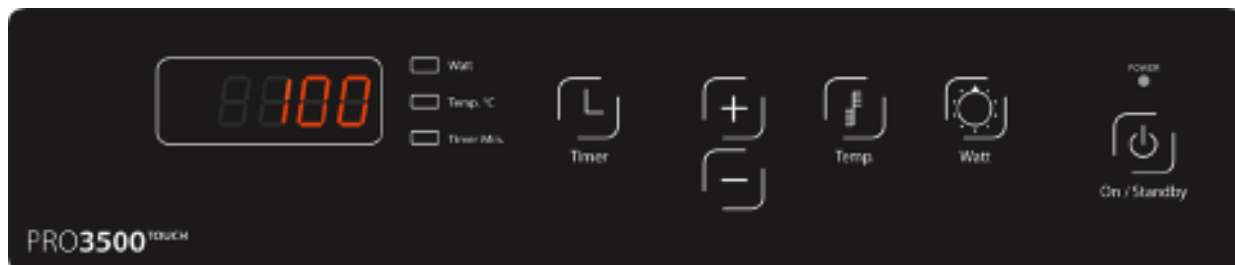 100
Watt
Temp. °C
Timer Min.
Timer
Temp.
Watt
POWER
On / Standby
PRO3500TOUCH